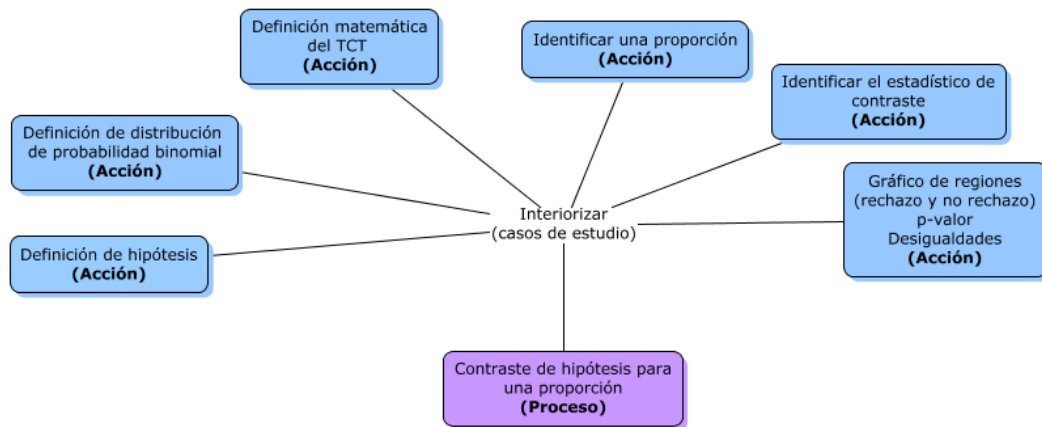 Definición matemática
del TCT
(Acción)
Identificar una proporción
(Acción)
Identificar el estadístico de
contraste
(Acción)
Definición de distribución
de probabilidad binomial
(Acción)
Gráfico de regiones
(rechazo y no rechazo)
p-valor
Desigualdades
(Acción)
Interiorizar
(casos de estudio)
Definición de hipótesis
(Acción)
Contraste de hipótesis para
una proporción
(Proceso)